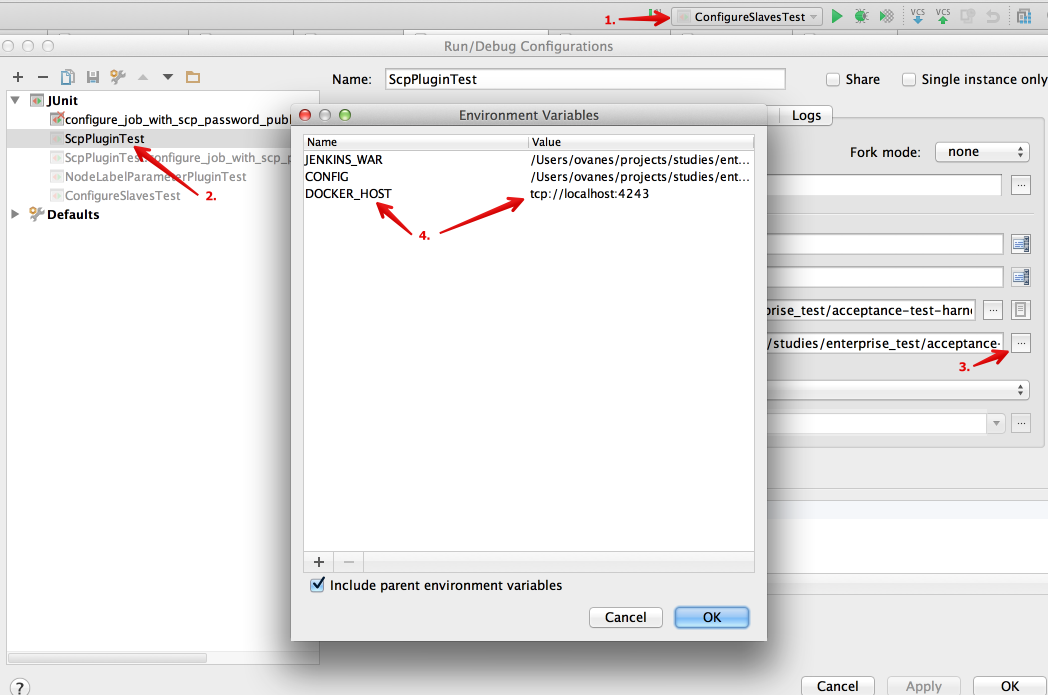 1.
ConfigureSlavesTest
VCS
VCS
Run/Debug Configurations
Name:
ScpPluginTest
Share
Single instance only
JUnit
configure_job_with_scp_password_publ
ScpPluginTest
ScpPluginTest.configure_job_with_scp_p
NodeLabelParameterPluginTest
ConfigureSlavesTest
Defaults
2.
Environment Variables
Name
Value
JENKINS_WAR
/Users/ovanes/projects/studies/ent...
CONFIG
/Users/ovanes/projects/studies/ent...
DOCKER_HOST
tcp://localhost:4243
4.
Include parent environment variables
Cancel
OK
Logs
Fork mode:
none
...
rise_test/acceptance-test-harn
...
/studies/enterprise_test/acceptance-
...
3.
...
?
Cancel
Apply
OK